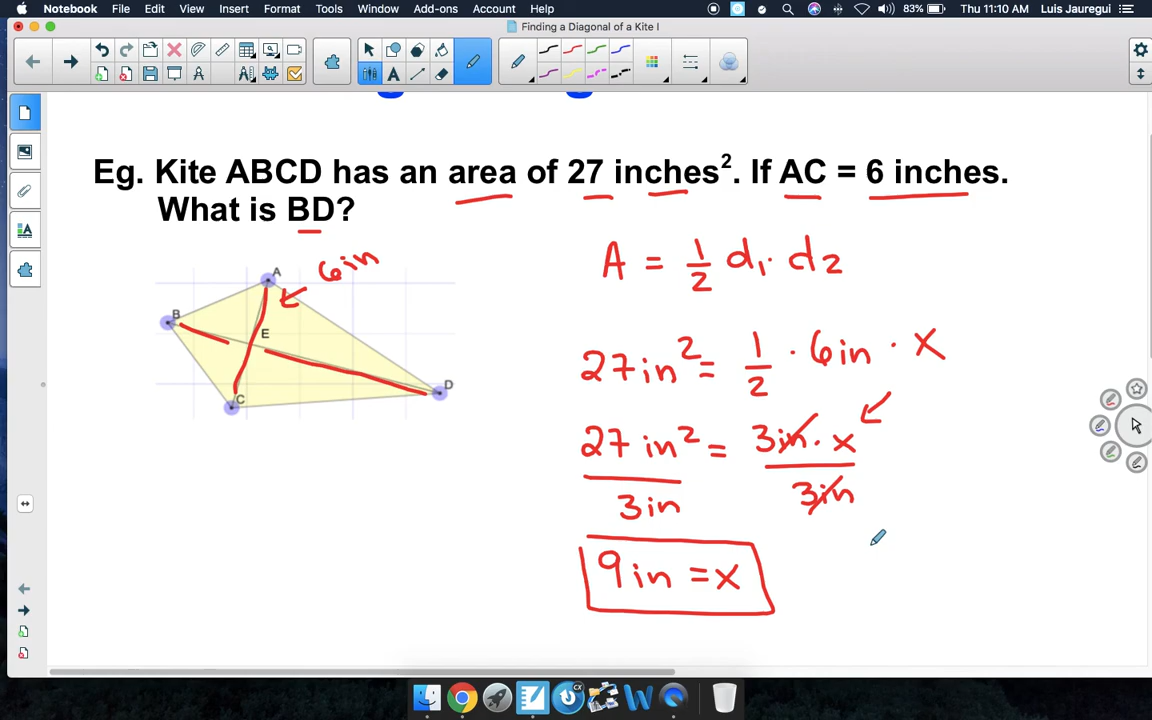 Notebook File Edit View Insert Format Tools Window Add-ons Account Help 83% Thu 11:10 AM Luis Jauregui
Finding a Diagonal of a Kite I
Eg. Kite ABCD has an area of 27 inches². If AC = 6 inches.
What is BD?
A
6in
B
E
C
D
A = 1/2 d₁ · d₂
27in² = 1/2 · 6in · x
27in² = 3in · x
3in 3in
9in = x